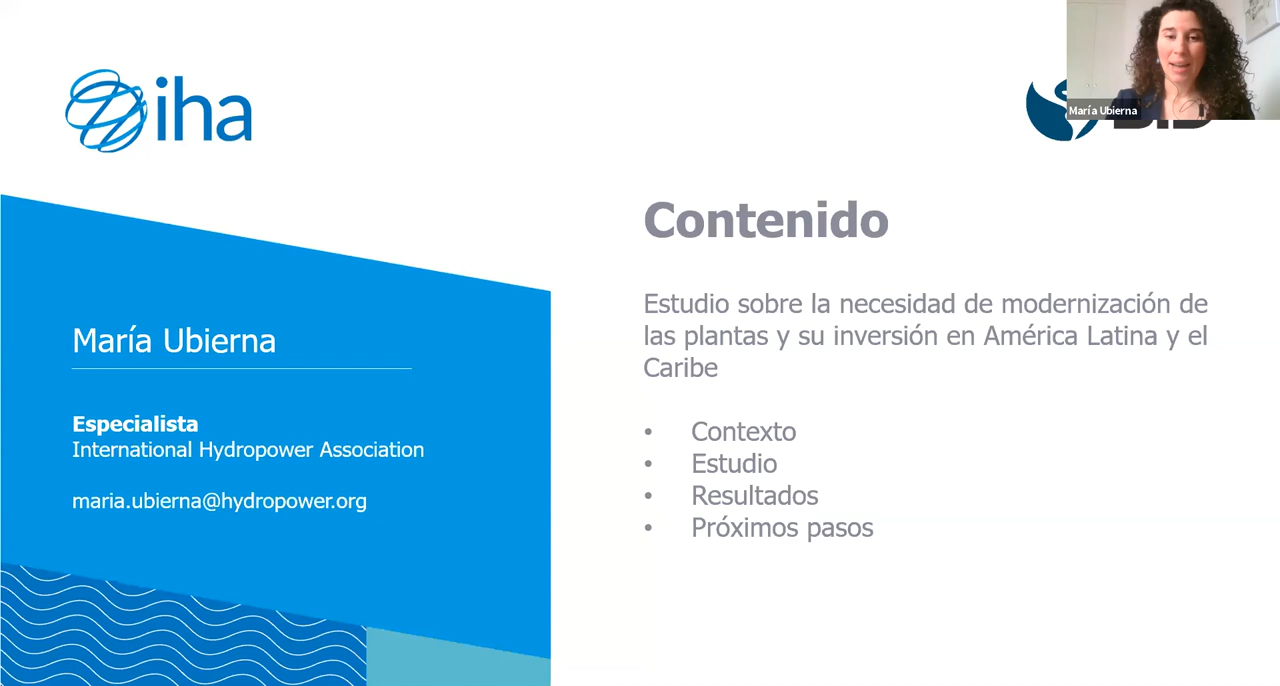 iha
María Ubierna
Contenido
Estudio sobre la necesidad de modernización de
las plantas y su inversión en América Latina y el
Caribe
• Contexto
• Estudio
• Resultados
• Próximos pasos
María Ubierna
Especialista
International Hydropower Association
maria.ubierna@hydropower.org